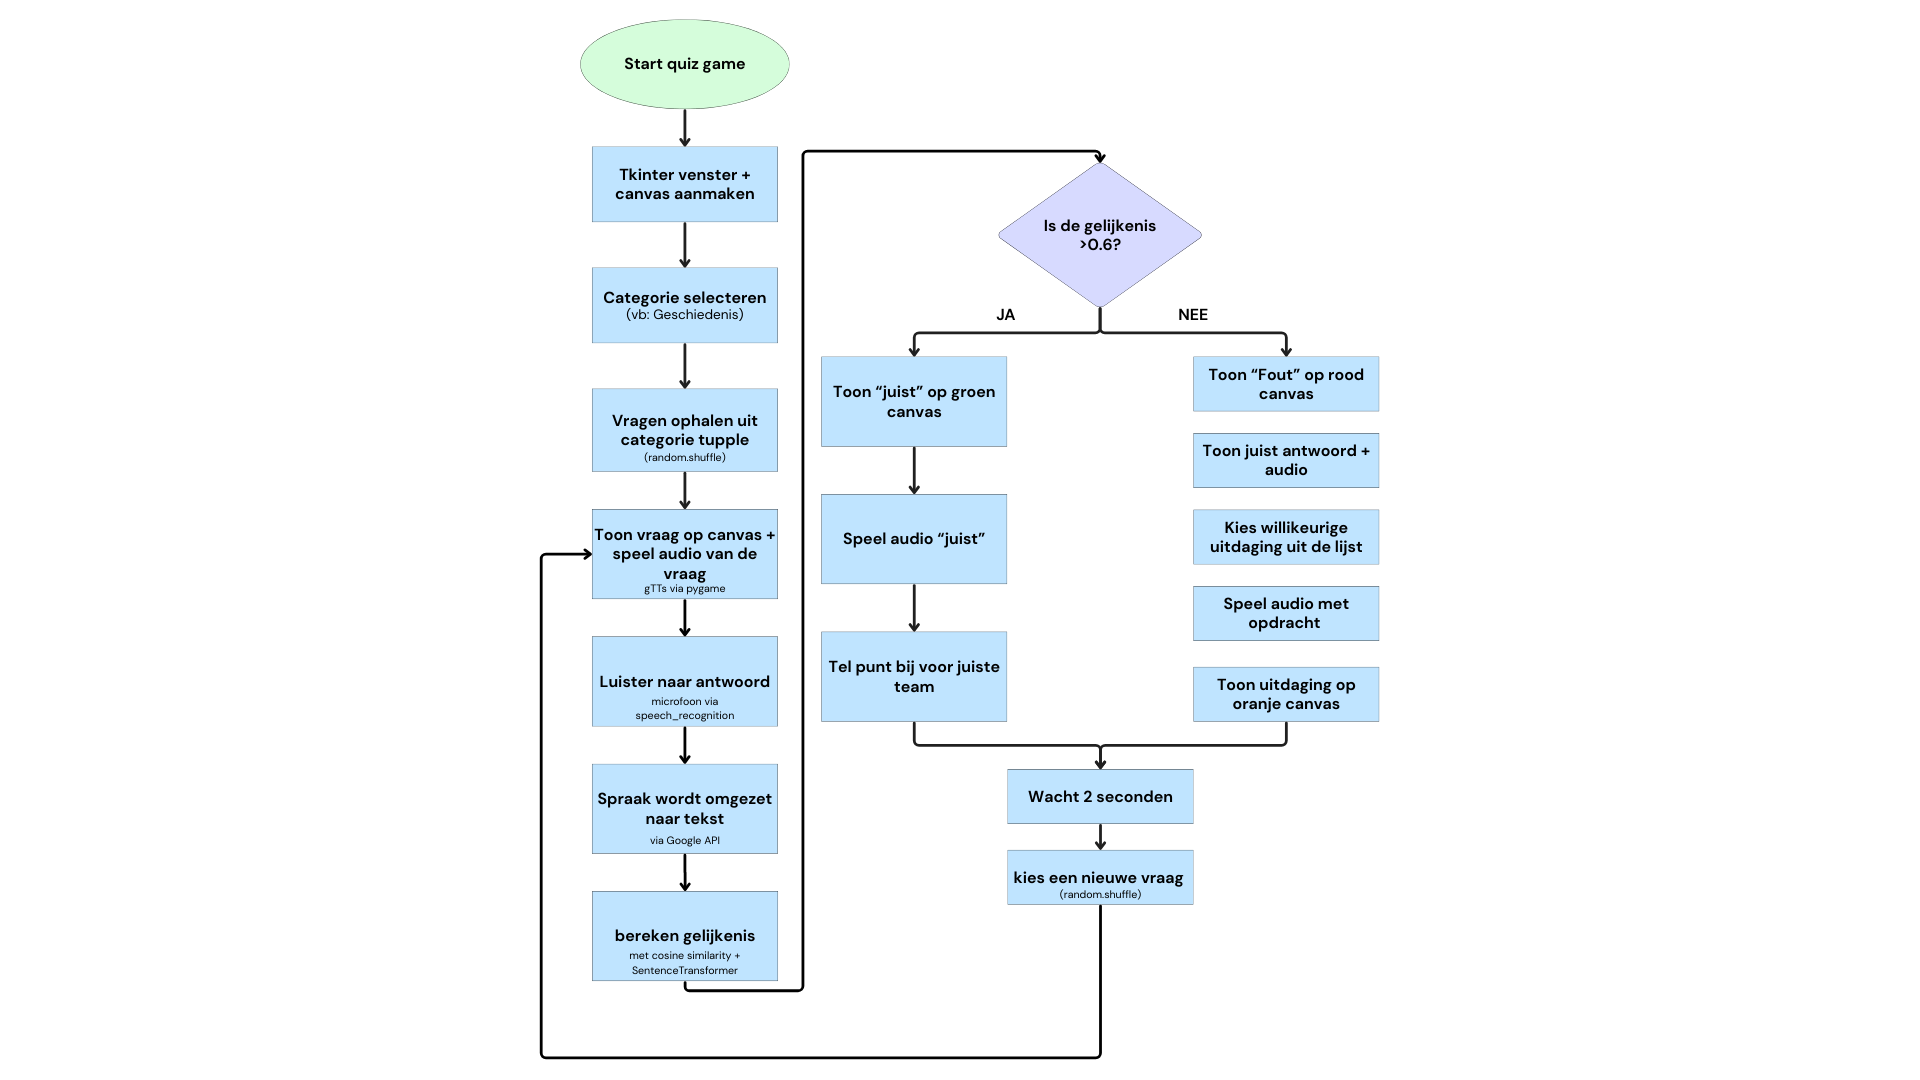 Start quiz game
Tkinter venster +
canvas aanmaken
Categorie selecteren
(vb: Geschiedenis)
Vragen ophalen uit
categorie tupple
(random.shuffle)
Toon vraag op canvas +
speel audio van de
vraag
gTTs via pygame
Luister naar antwoord
microfoon via
speech_recognition
Spraak wordt omgezet
naar tekst
via Google API
bereken gelijkenis
met cosine similarity +
SentenceTransformer
Is de gelijkenis
>0.6?
JA
NEE
Toon “juist” op groen
canvas
Speel audio “juist”
Tel punt bij voor juiste
team
Toon “Fout” op rood
canvas
Toon juist antwoord +
audio
Kies willikeurige
uitdaging uit de lijst
Speel audio met
opdracht
Toon uitdaging op
oranje canvas
Wacht 2 seconden
kies een nieuwe vraag
(random.shuffle)